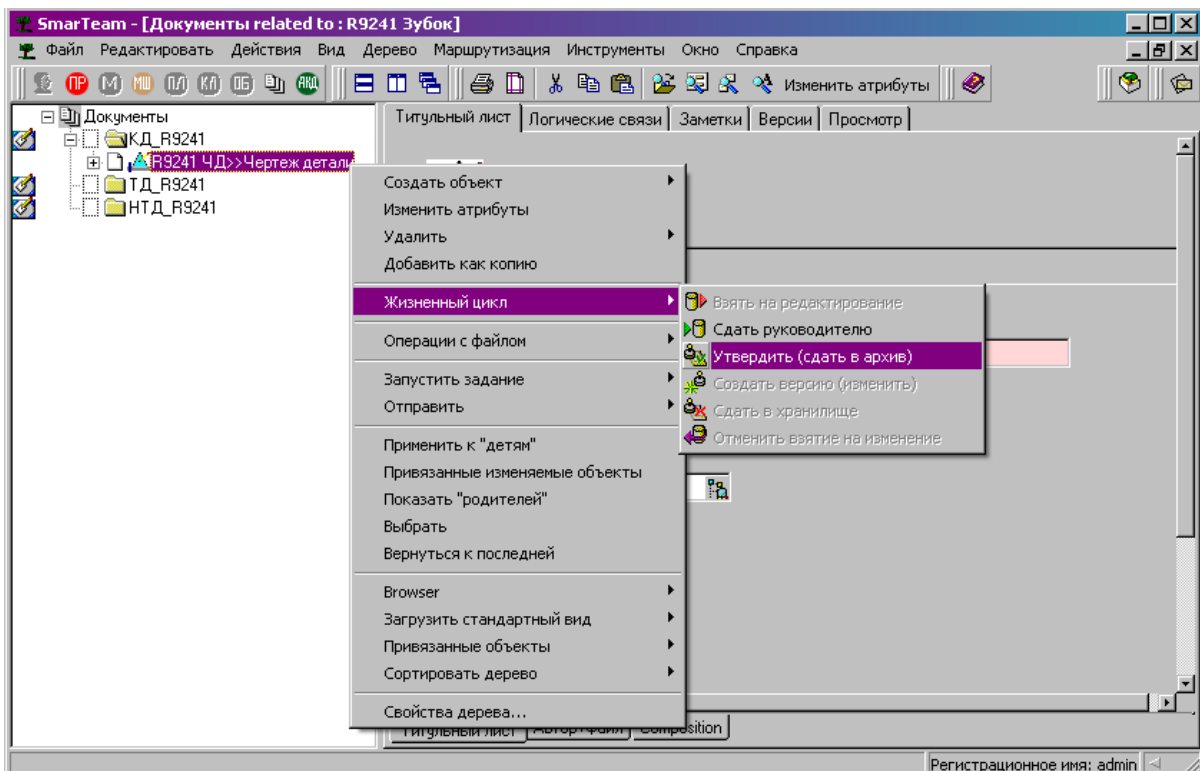 SmarTeam - [Документы related to : R9241 Зубок]
Файл Редактировать Действия Вид Дерево Маршрутизация Инструменты Окно Справка
ПР М МШ ПЛ КЛ ОБ АКД Изменить атрибуты
Документы
КД_R9241
R9241 ЧД>>Чертеж детали
ТД_R9241
НТД_R9241
Титульный лист Логические связи Заметки Версии Просмотр
Создать объект
Изменить атрибуты
Удалить
Добавить как копию
Жизненный цикл
Операции с файлом
Запустить задание
Отправить
Применить к "детям"
Привязанные изменяемые объекты
Показать "родителей"
Выбрать
Вернуться к последней
Browser
Загрузить стандартный вид
Привязанные объекты
Сортировать дерево
Свойства дерева...
Взять на редактирование
Сдать руководителю
Утвердить (сдать в архив)
Создать версию (изменить)
Сдать в хранилище
Отменить взятие на изменение
Титульный лист Автор+файл Composition
Регистрационное имя: admin